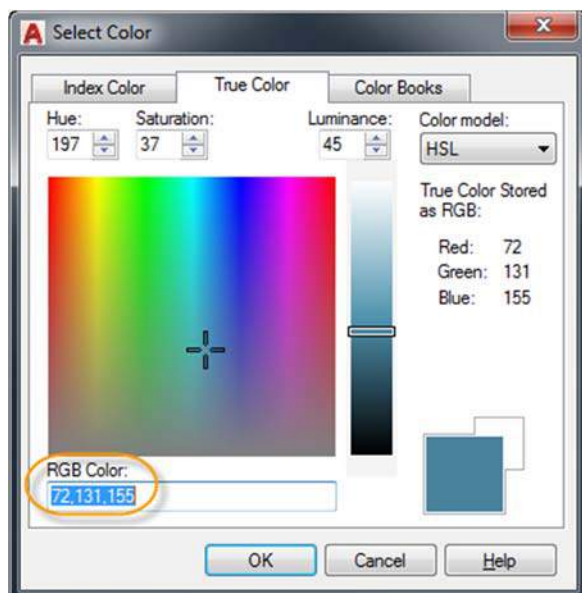 Select Color
Index Color True Color Color Books
Hue: Saturation: Luminance: Color model:
197 37 45 HSL
True Color Stored
as RGB:
Red: 72
Green: 131
Blue: 155
RGB Color:
72,131,155
OK Cancel Help